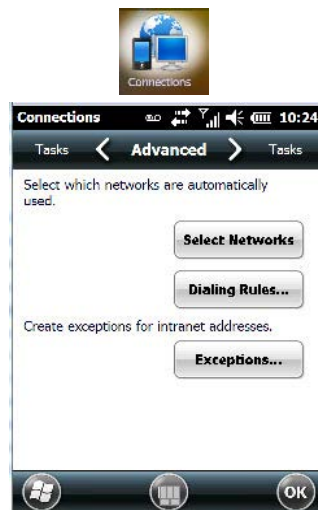 Connections
Connections 10:24
Tasks Advanced Tasks
Select which networks are automatically
used.
Select Networks
Dialing Rules...
Create exceptions for intranet addresses.
Exceptions...
OK